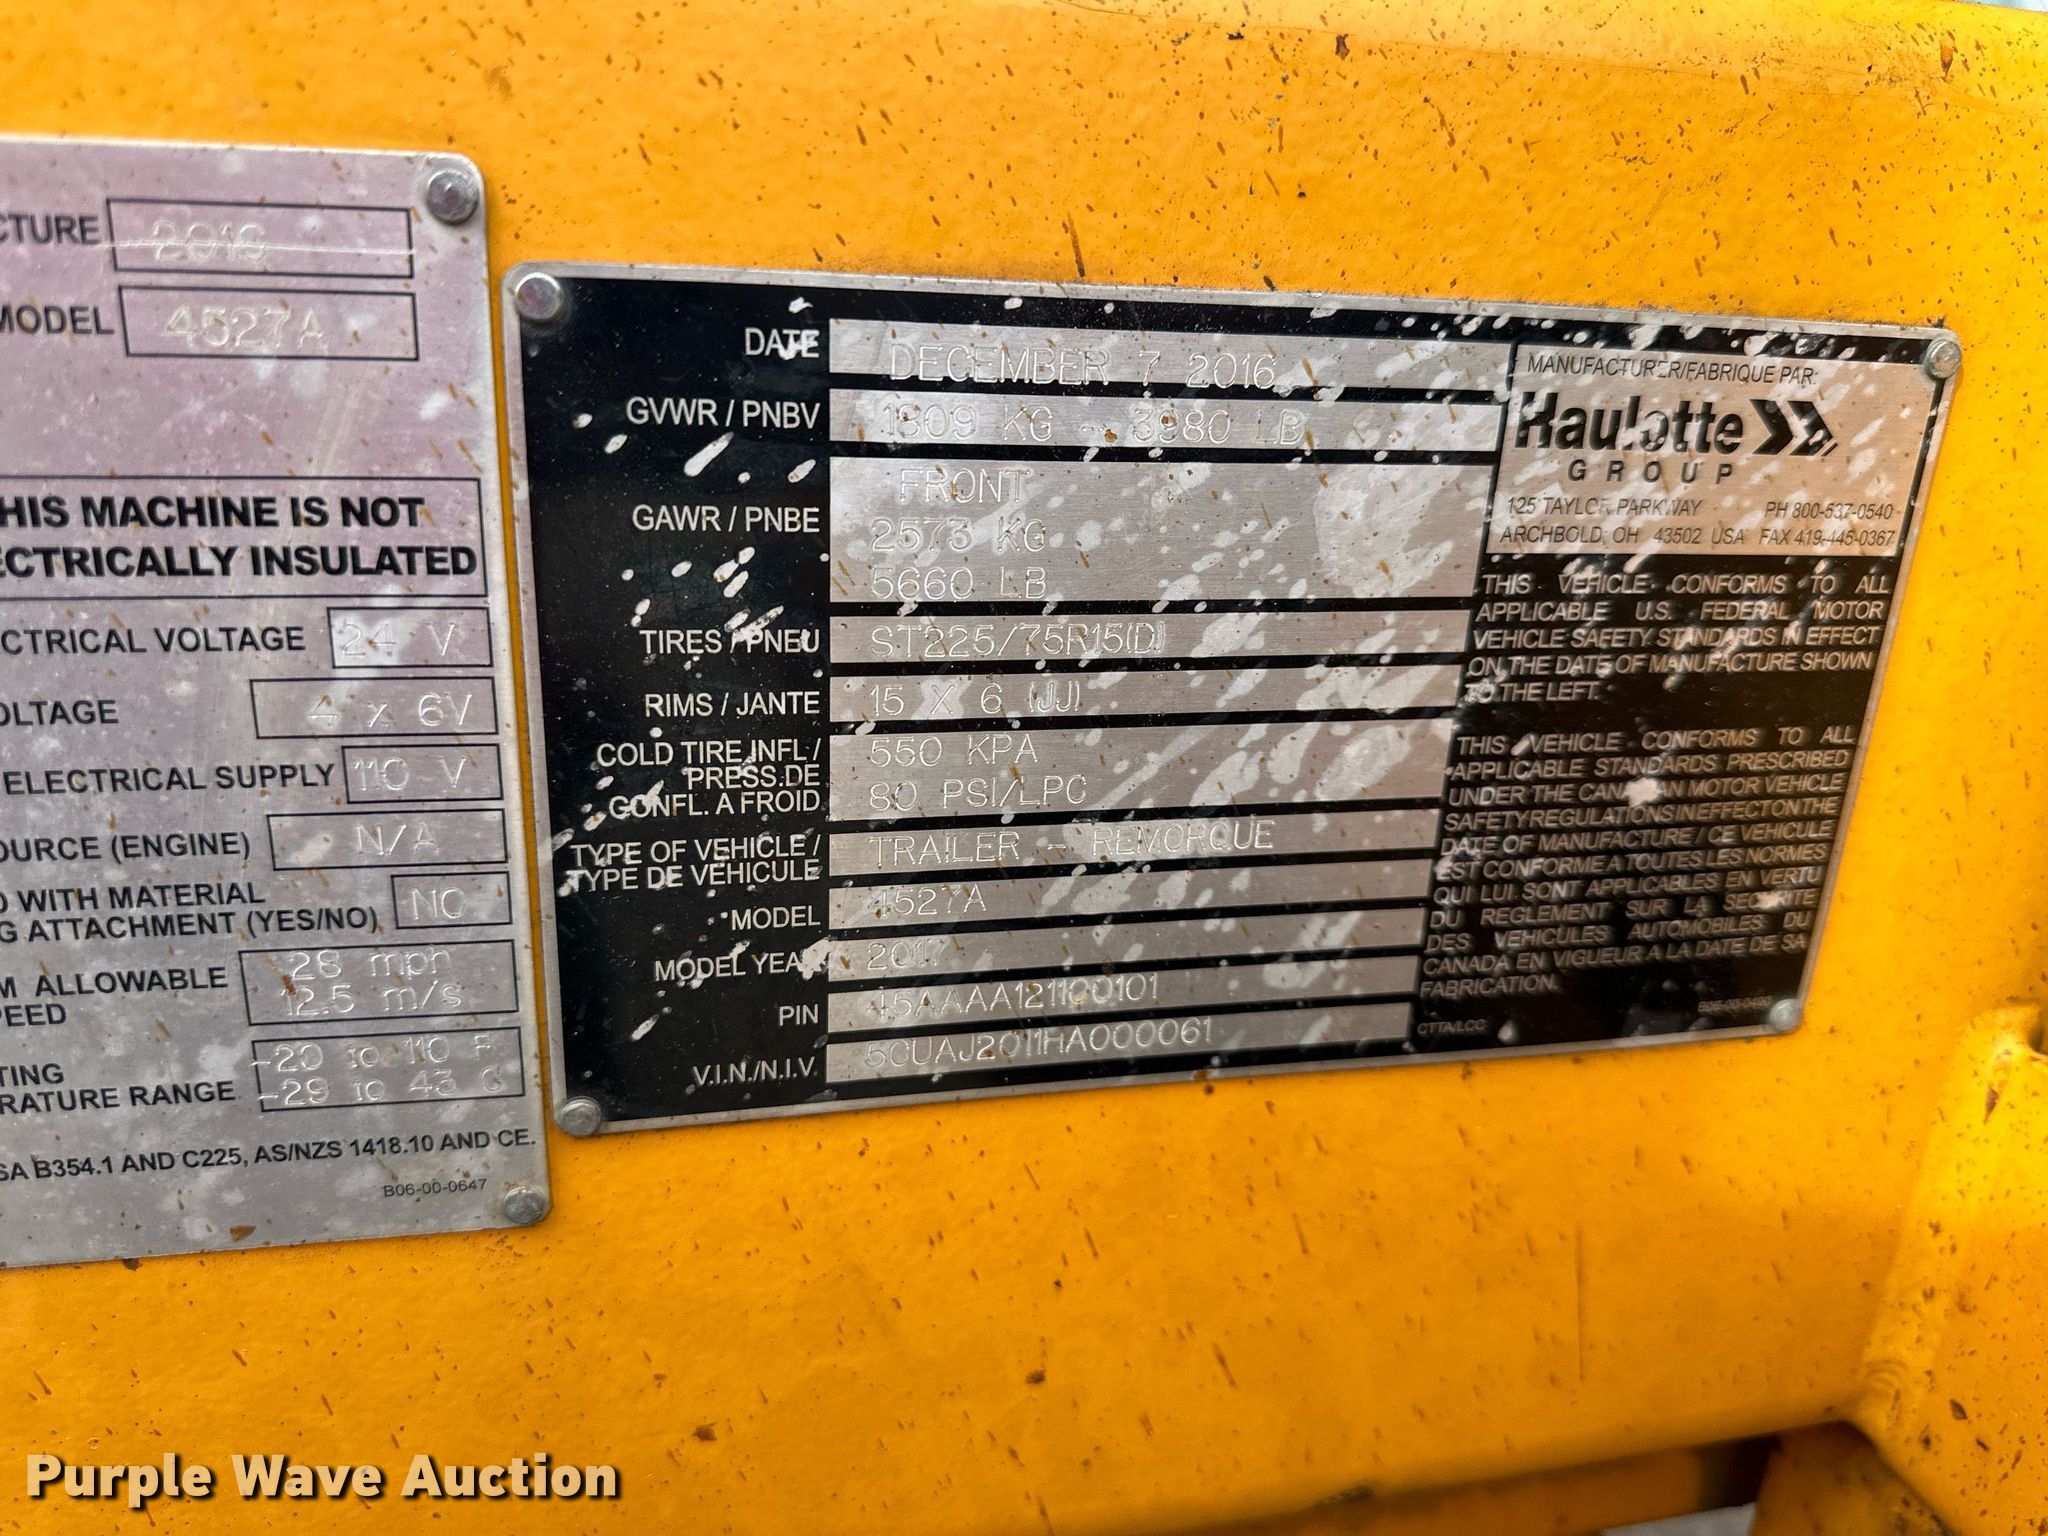 CTURE 2016
MODEL 4527A
HIS MACHINE IS NOT
ECTRICALLY INSULATED
ECTRICAL VOLTAGE 24 V
OLTAGE 4 x 6V
ELECTRICAL SUPPLY 110 V
OURCE (ENGINE) N/A
D WITH MATERIAL
G ATTACHMENT (YES/NO) NO
M ALLOWABLE
PEED
28 mph
12.5 m/s
TING
RATURE RANGE
-20 to 110 F
-29 to 43 C
SA B354.1 AND C225, AS/NZS 1418.10 AND CE.
B06-00-0647
DATE DECEMBER 7 2016
GVWR / PNBV 1809 KG - 3980 LB
GAWR / PNBE
FRONT
2573 KG
5660 LB
TIRES / PNEU ST225/75R15(D)
RIMS / JANTE 15 X 6 (JJ)
COLD TIRE INFL /
PRESS.DE
GONFL. A FROID
550 KPA
80 PSI/LPC
TYPE OF VEHICLE /
TYPE DE VEHICULE
TRAILER - REMORQUE
MODEL 4527A
MODEL YEAR 2017
PIN 45AAAA121100101
V.I.N./N.I.V. 5CUAJ2011HA000061
MANUFACTURER/FABRIQUE PAR:
Haulotte
GROUP
125 TAYLOR PARKWAY PH 800-537-0540
ARCHBOLD, OH 43502 USA FAX 419-445-0367
THIS VEHICLE CONFORMS TO ALL
APPLICABLE U.S. FEDERAL MOTOR
VEHICLE SAFETY STANDARDS IN EFFECT
ON THE DATE OF MANUFACTURE SHOWN
TO THE LEFT.
THIS VEHICLE CONFORMS TO ALL
APPLICABLE STANDARDS PRESCRIBED
UNDER THE CANADIAN MOTOR VEHICLE
SAFETY REGULATIONS IN EFFECT ON THE
DATE OF MANUFACTURE / CE VEHICULE
EST CONFORME A TOUTES LES NORMES
QUI LUI SONT APPLICABLES EN VERTU
DU REGLEMENT SUR LA SECURITE
DES VEHICULES AUTOMOBILES DU
CANADA EN VIGUEUR A LA DATE DE SA
FABRICATION.
CTTA/LCC B06-00-0490
Purple Wave Auction